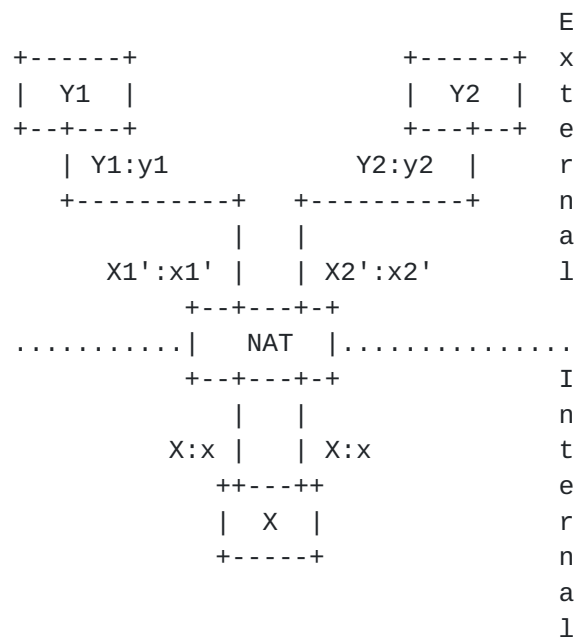 E
+------+                 +------+  x
|  Y1  |                 |  Y2  |  t
+--+---+                 +---+--+  e
   | Y1:y1            Y2:y2  |     r
   +----------+   +----------+     n
              |   |                a
      X1':x1' |   | X2':x2'        l
           +--+---+-+
...........|   NAT  |...............
           +--+---+-+              I
              |   |                n
          X:x |   | X:x            t
             ++---++               e
             |  X  |               r
             +-----+               n
                                   a
                                   l